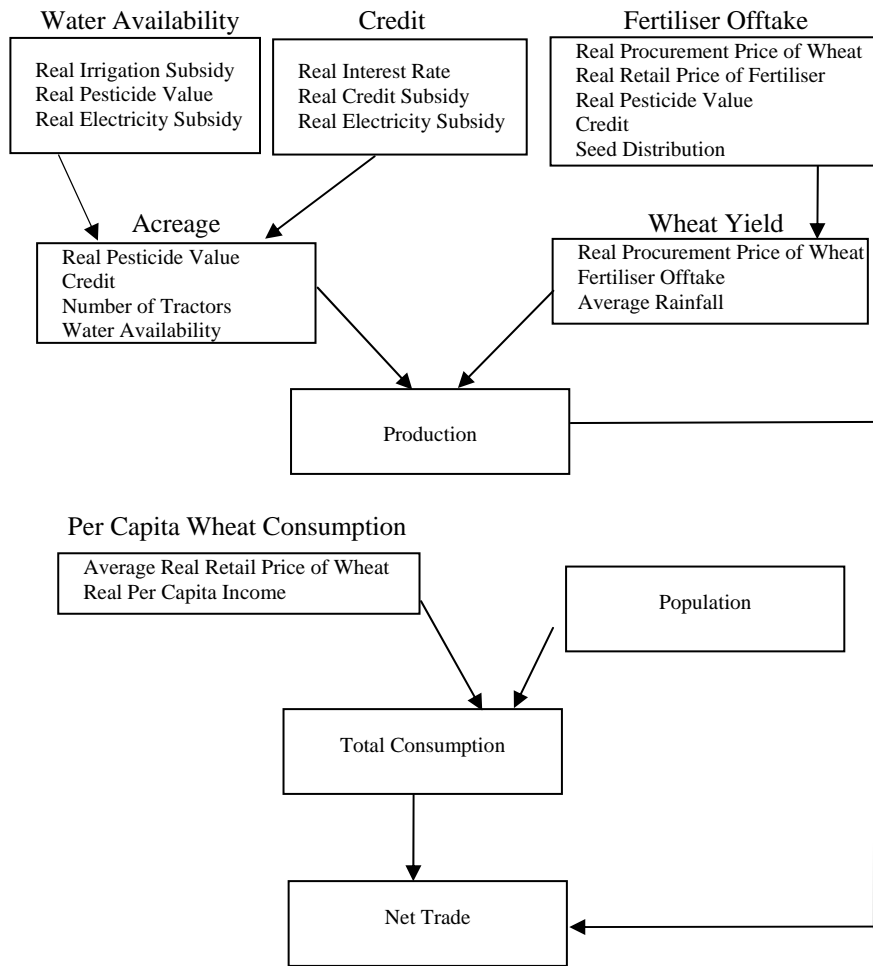 Water Availability
Real Irrigation Subsidy
Real Pesticide Value
Real Electricity Subsidy
Credit
Real Interest Rate
Real Credit Subsidy
Real Electricity Subsidy
Fertiliser Offtake
Real Procurement Price of Wheat
Real Retail Price of Fertiliser
Real Pesticide Value
Credit
Seed Distribution
Acreage
Real Pesticide Value
Credit
Number of Tractors
Water Availability
Wheat Yield
Real Procurement Price of Wheat
Fertiliser Offtake
Average Rainfall
Production
Per Capita Wheat Consumption
Average Real Retail Price of Wheat
Real Per Capita Income
Population
Total Consumption
Net Trade